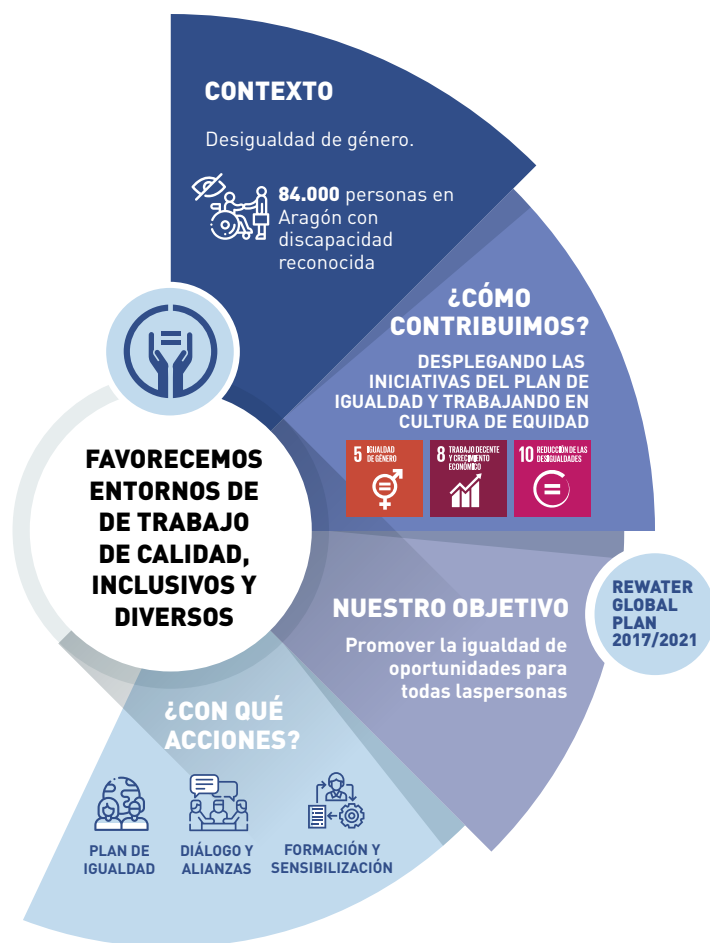 CONTEXTO
Desigualdad de género.
84.000 personas en
Aragón con
discapacidad
reconocida
¿CÓMO
CONTRIBUIMOS?
DESPLEGANDO LAS
INICIATIVAS DEL PLAN DE
IGUALDAD Y TRABAJANDO EN
CULTURA DE EQUIDAD
5 IGUALDAD
DE GÉNERO
8 TRABAJO DECENTE
Y CRECIMIENTO
ECONÓMICO
10 REDUCCIÓN DE LAS
DESIGUALDADES
FAVORECEMOS
ENTORNOS DE
DE TRABAJO
DE CALIDAD,
INCLUSIVOS Y
DIVERSOS
NUESTRO OBJETIVO
Promover la igualdad de
oportunidades para
todas laspersonas
REWATER
GLOBAL
PLAN
2017/2021
¿CON QUÉ
ACCIONES?
PLAN DE
IGUALDAD
DIÁLOGO Y
ALIANZAS
FORMACIÓN Y
SENSIBILIZACIÓN